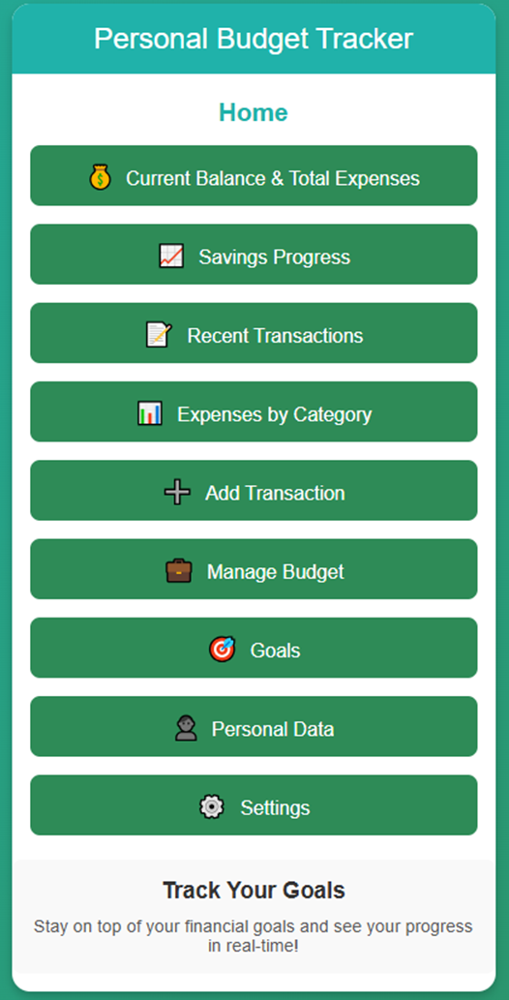 Personal Budget Tracker
Home
Current Balance & Total Expenses
Savings Progress
Recent Transactions
Expenses by Category
Add Transaction
Manage Budget
Goals
Personal Data
Settings
Track Your Goals
Stay on top of your financial goals and see your progress
in real-time!